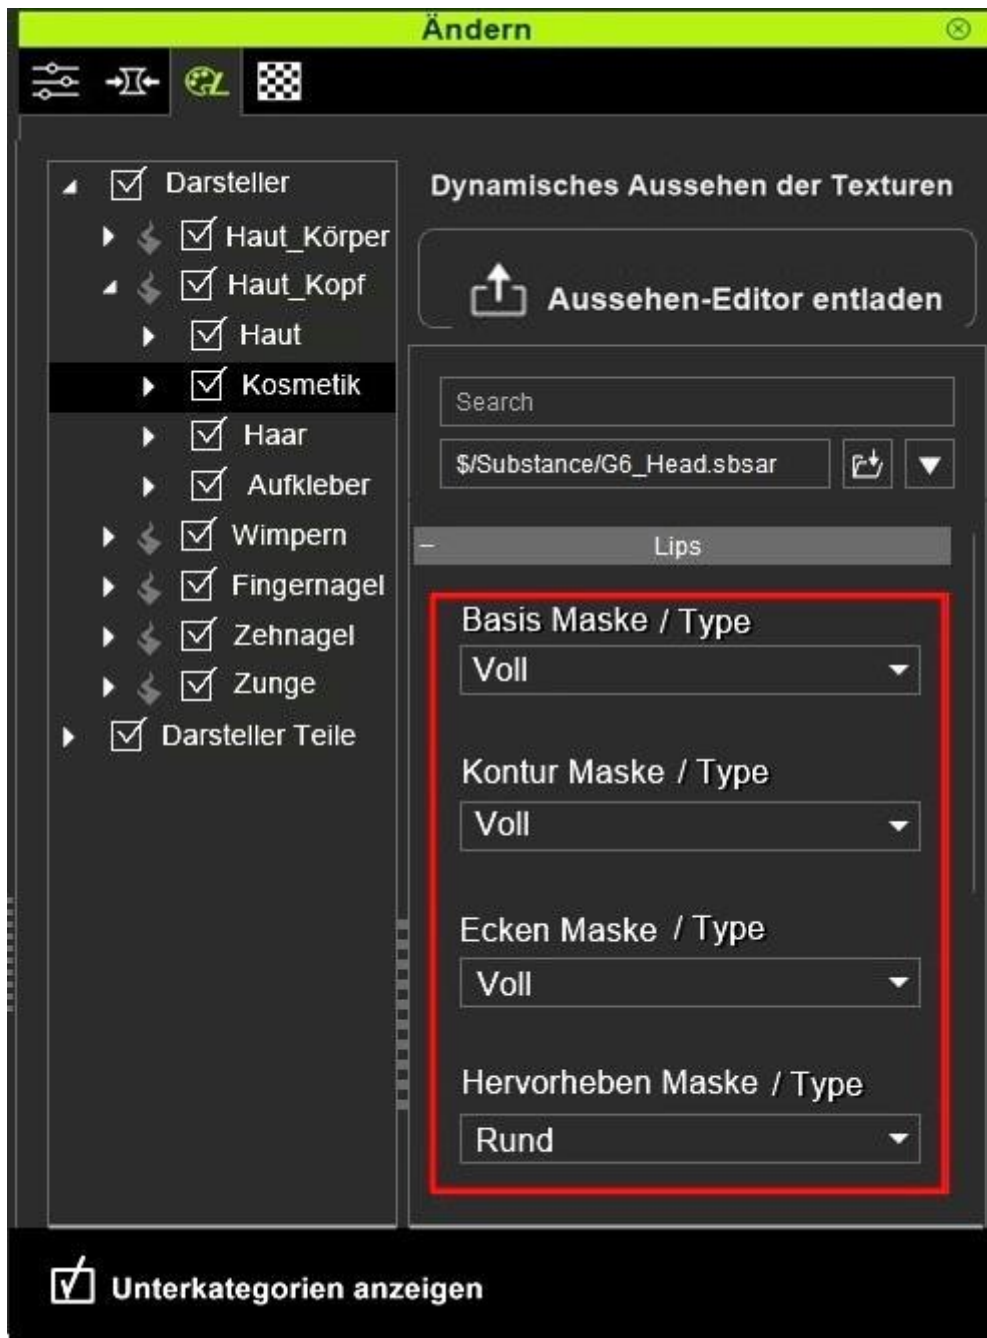 Ändern
Darsteller
Haut_Körper
Haut_Kopf
Haut
Kosmetik
Haar
Aufkleber
Wimpern
Fingernagel
Zehnagel
Zunge
Darsteller Teile
Dynamisches Aussehen der Texturen
Aussehen-Editor entladen
Search
$/Substance/G6_Head.sbsar
Lips
Basis Maske / Type
Voll
Kontur Maske / Type
Voll
Ecken Maske / Type
Voll
Hervorheben Maske / Type
Rund
Unterkategorien anzeigen